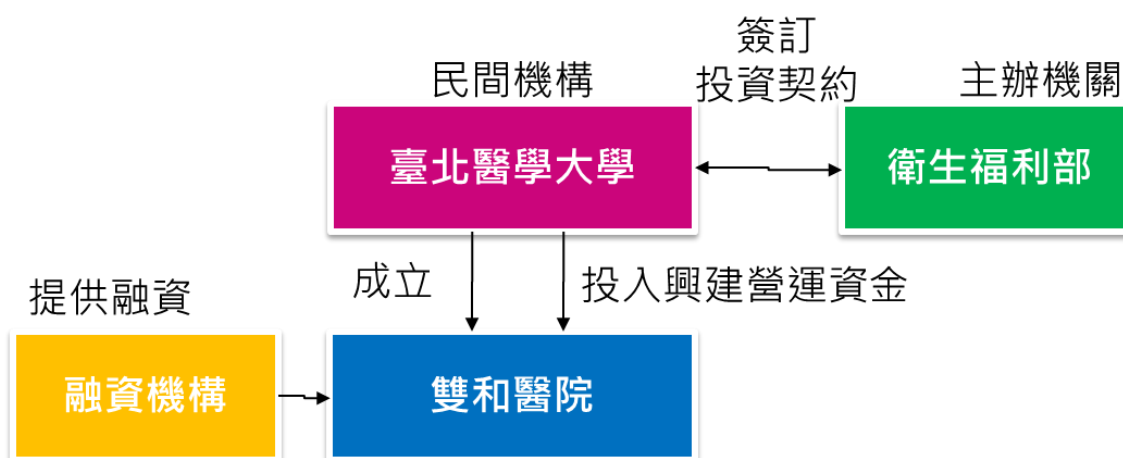 簽訂
投資契約
民間機構
主辦機關
臺北醫學大學
衛生福利部
成立
投入興建營運資金
提供融資
融資機構
雙和醫院